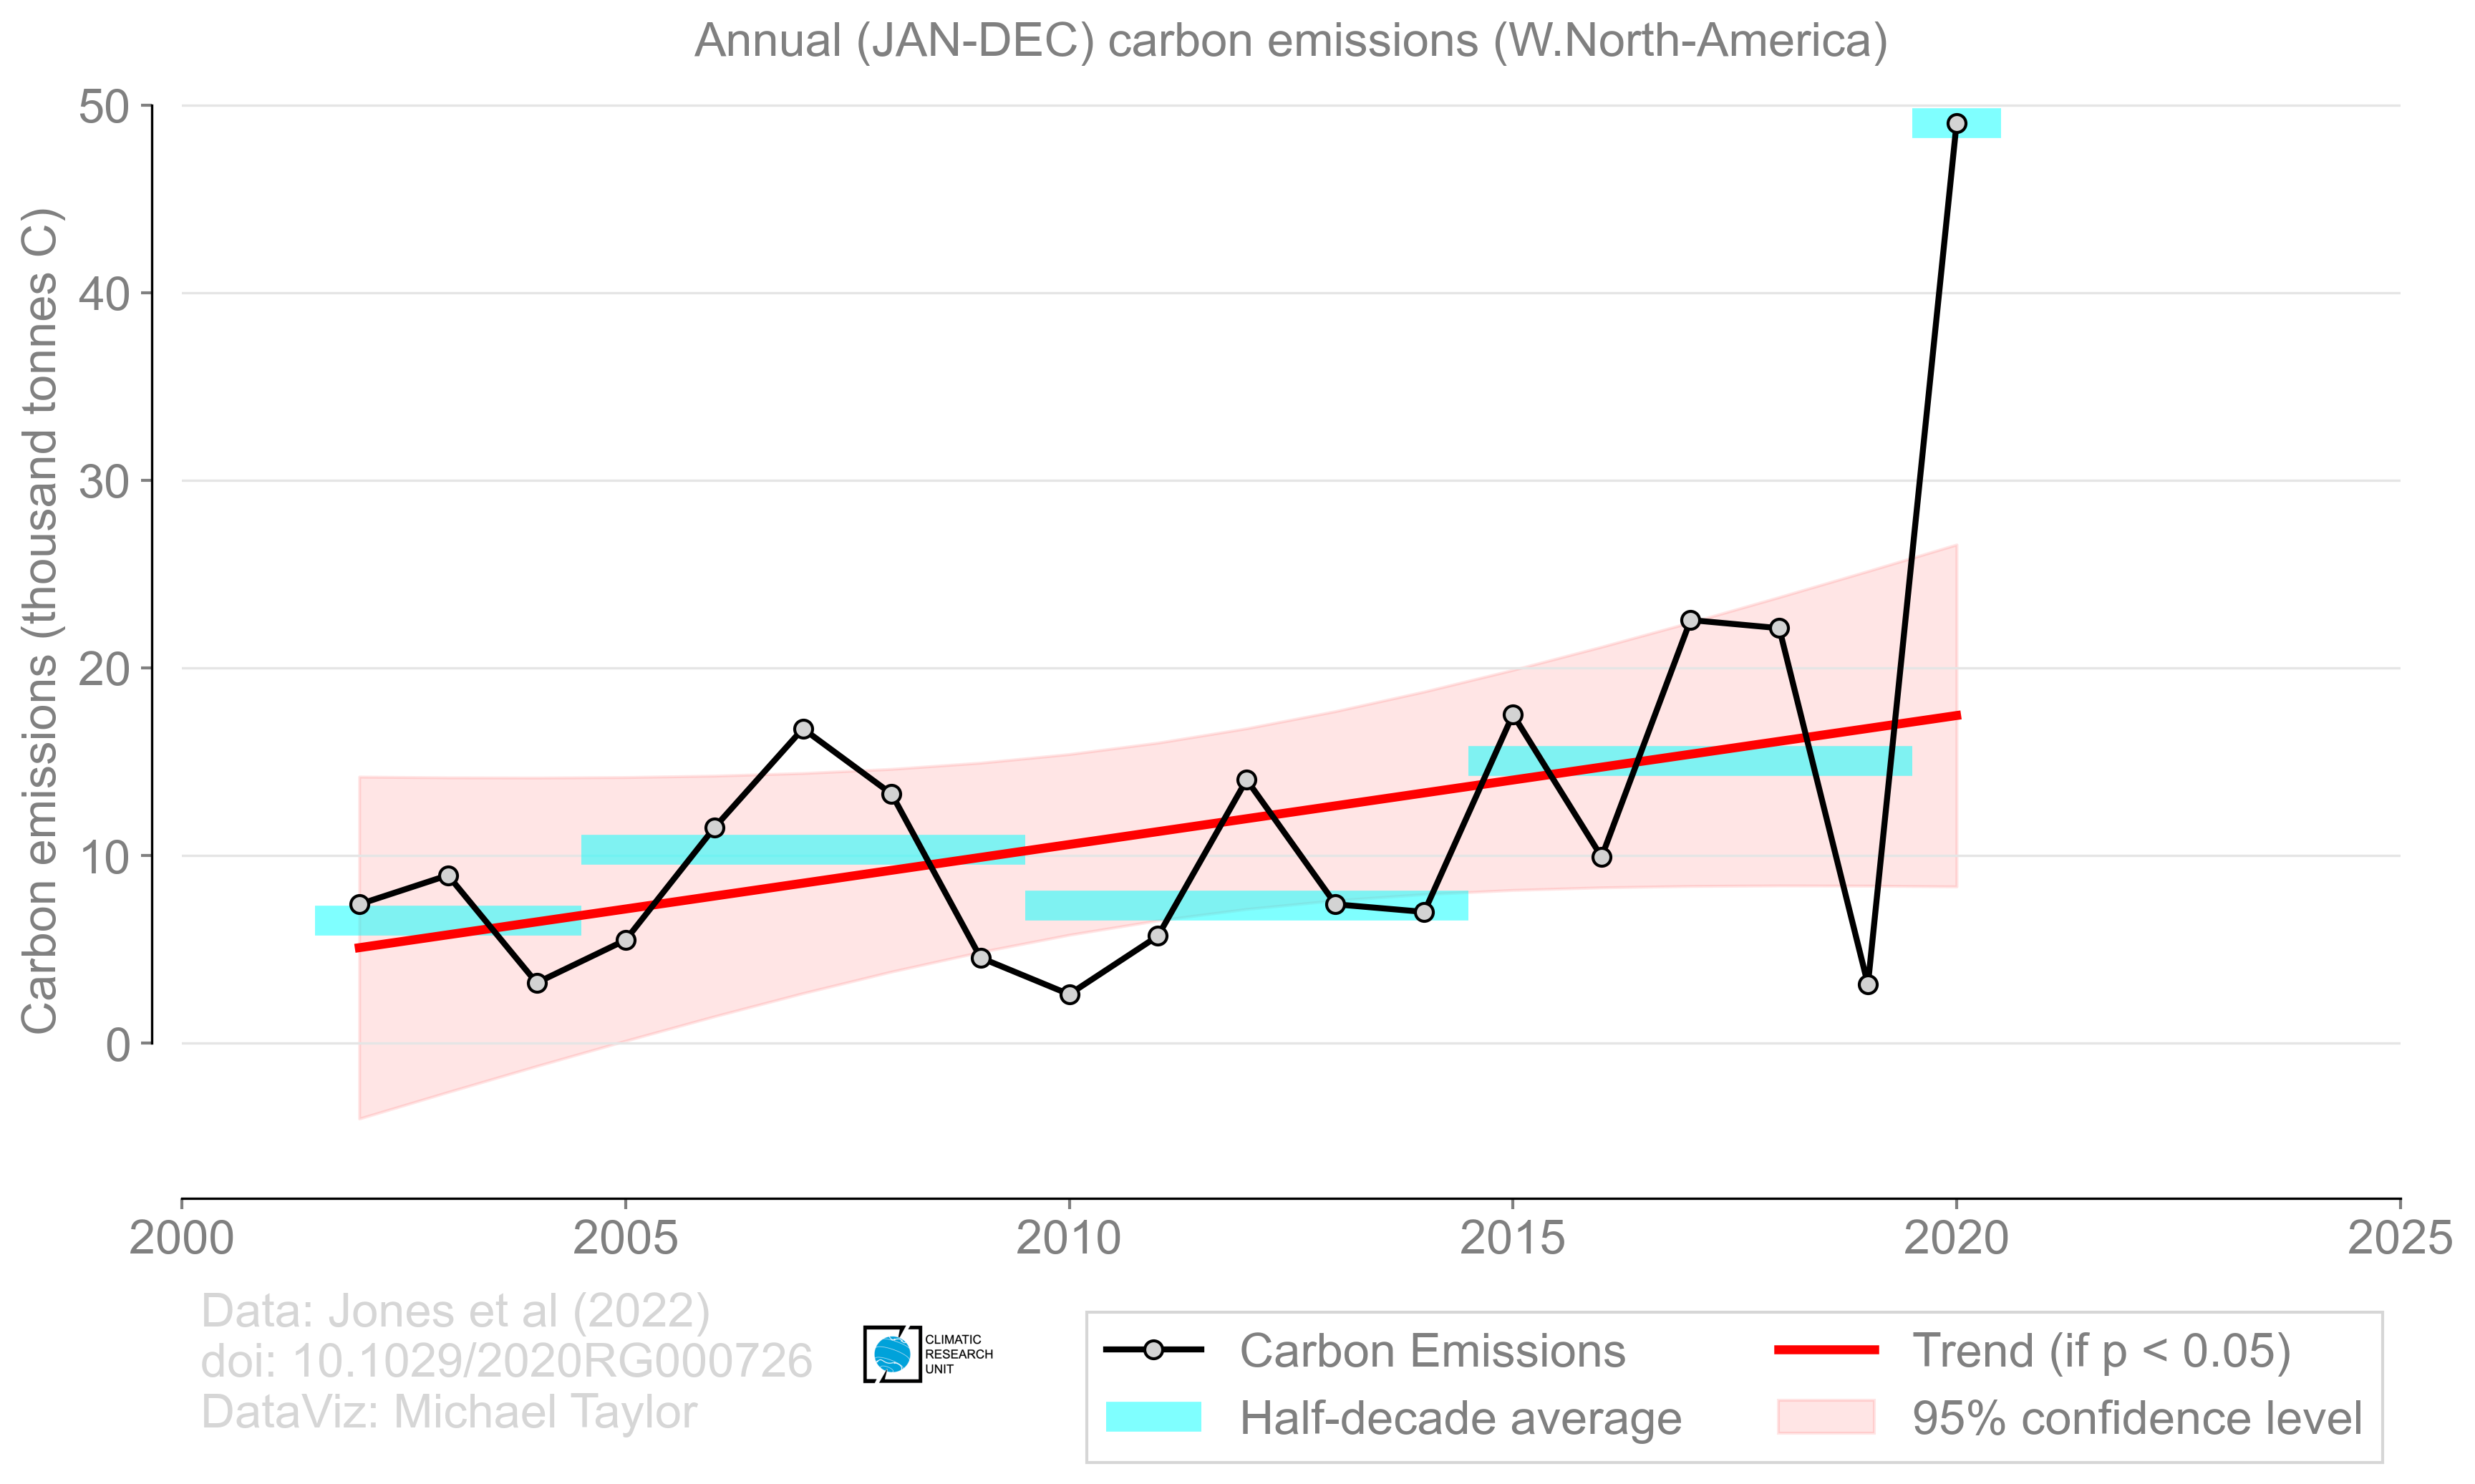 Annual (JAN-DEC) carbon emissions (W.North-America)
Carbon emissions (thousand tonnes C)
50
40
30
20
10
0
2000
2005
2010
2015
2020
2025
Data: Jones et al (2022)
doi: 10.1029/2020RG000726
DataViz: Michael Taylor
CLIMATIC
RESEARCH
UNIT
Carbon Emissions
Half-decade average
Trend (if p < 0.05)
95% confidence level